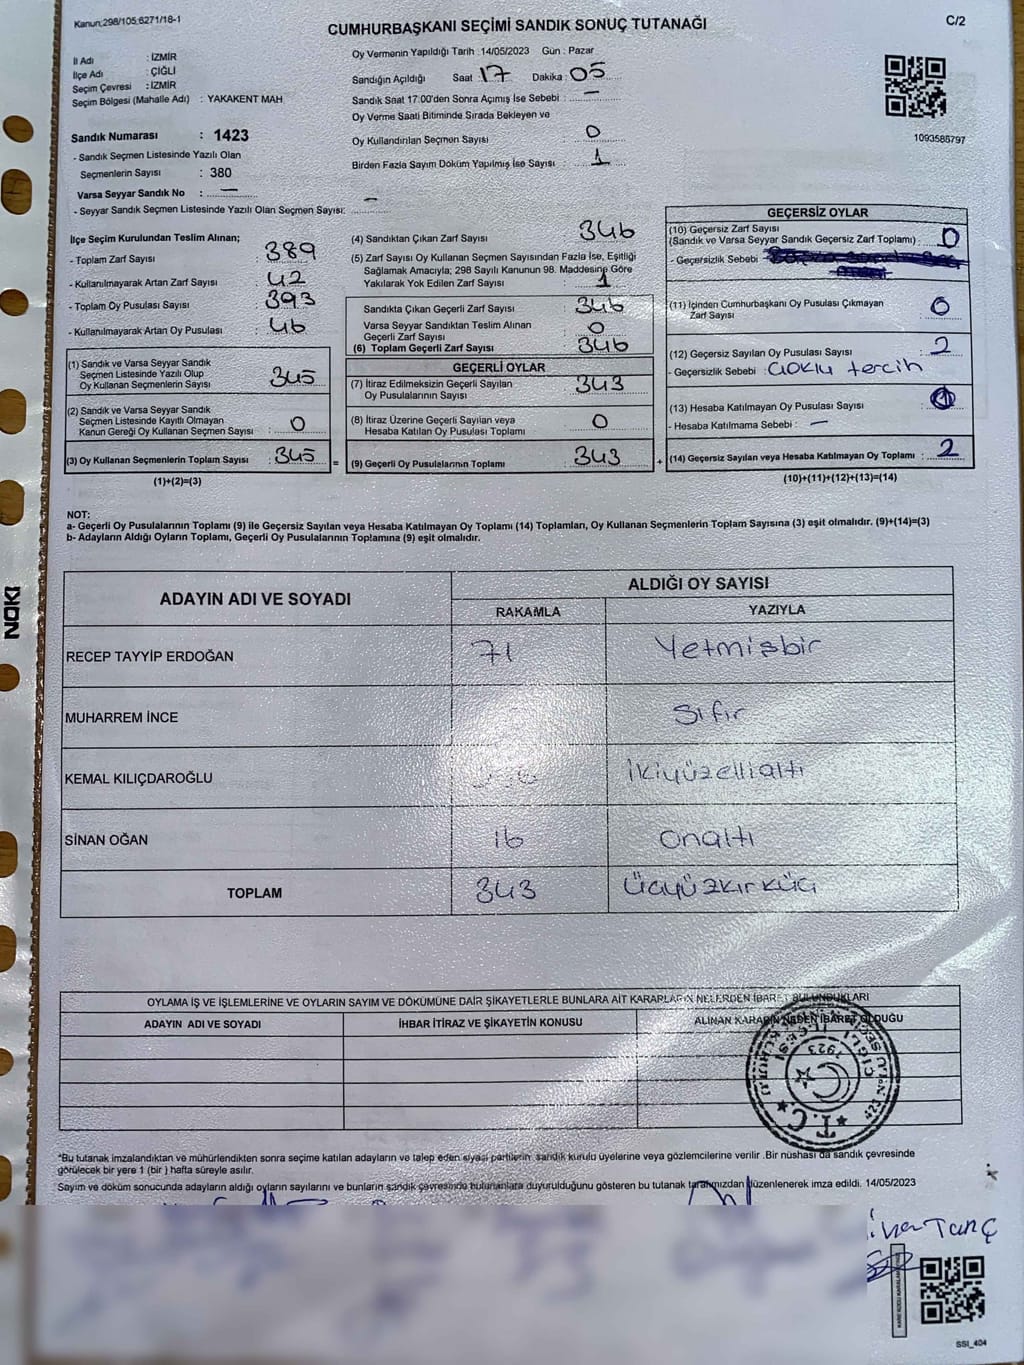 Kanun:298/105;6271/18-1
CUMHURBAŞKANI SEÇİMİ SANDIK SONUÇ TUTANAĞI
C/2
İl Adı : İZMİR
İlçe Adı : ÇİĞLİ
Seçim Çevresi : İZMİR
Seçim Bölgesi (Mahalle Adı) : YAKAKENT MAH
Sandık Numarası : 1423
- Sandık Seçmen Listesinde Yazılı Olan
Seçmenlerin Sayısı : 380
Varsa Seyyar Sandık No : —
- Seyyar Sandık Seçmen Listesinde Yazılı Olan Seçmen Sayısı: —
Oy Vermenin Yapıldığı Tarih : 14/05/2023 Gün : Pazar
Sandığın Açıldığı Saat 17 Dakika : 05
Sandık Saat 17:00'den Sonra Açımış İse Sebebi : —
Oy Verme Saati Bitiminde Sırada Bekleyen ve
Oy Kullandırılan Seçmen Sayısı : 0
Birden Fazla Sayım Döküm Yapılmış İse Sayısı : 1
1093585797
İlçe Seçim Kurulundan Teslim Alınan;
- Toplam Zarf Sayısı : 389
- Kullanılmayarak Artan Zarf Sayısı : 42
- Toplam Oy Pusulası Sayısı : 393
- Kullanılmayarak Artan Oy Pusulası : 46
(1) Sandık ve Varsa Seyyar Sandık
Seçmen Listesinde Yazılı Olup
Oy Kullanan Seçmenlerin Sayısı : 345
(2) Sandık ve Varsa Seyyar Sandık
Seçmen Listesinde Kayıtlı Olmayan
Kanun Gereği Oy Kullanan Seçmen Sayısı : 0
(3) Oy Kullanan Seçmenlerin Toplam Sayısı : 345
(1)+(2)=(3)
(4) Sandıktan Çıkan Zarf Sayısı : 346
(5) Zarf Sayısı Oy Kullanan Seçmen Sayısından Fazla İse, Eşitliği
Sağlamak Amacıyla; 298 Sayılı Kanunun 98. Maddesine Göre
Yakılarak Yok Edilen Zarf Sayısı : 1
Sandıkta Çıkan Geçerli Zarf Sayısı : 346
Varsa Seyyar Sandıktan Teslim Alınan
Geçerli Zarf Sayısı : 0
(6) Toplam Geçerli Zarf Sayısı : 346
GEÇERLİ OYLAR
(7) İtiraz Edilmeksizin Geçerli Sayılan
Oy Pusulalarının Sayısı : 343
(8) İtiraz Üzerine Geçerli Sayılan veya
Hesaba Katılan Oy Pusulası Toplamı : 0
= (9) Geçerli Oy Pusulalarının Toplamı : 343
GEÇERSİZ OYLAR
(10) Geçersiz Zarf Sayısı
(Sandık ve Varsa Seyyar Sandık Geçersiz Zarf Toplamı) : 0
- Geçersizlik Sebebi :
(11) İçinden Cumhurbaşkanı Oy Pusulası Çıkmayan
Zarf Sayısı : 0
(12) Geçersiz Sayılan Oy Pusulası Sayısı : 2
- Geçersizlik Sebebi : Çoklu tercih
(13) Hesaba Katılmayan Oy Pusulası Sayısı :
- Hesaba Katılmama Sebebi : —
+ (14) Geçersiz Sayılan veya Hesaba Katılmayan Oy Toplamı : 2
(10)+(11)+(12)+(13)=(14)
NOT:
a- Geçerli Oy Pusulalarının Toplamı (9) ile Geçersiz Sayılan veya Hesaba Katılmayan Oy Toplamı (14) Toplamları, Oy Kullanan Seçmenlerin Toplam Sayısına (3) eşit olmalıdır. (9)+(14)=(3)
b- Adayların Aldığı Oyların Toplamı, Geçerli Oy Pusulalarının Toplamına (9) eşit olmalıdır.
ADAYIN ADI VE SOYADI
ALDIĞI OY SAYISI
RAKAMLA YAZIYLA
RECEP TAYYİP ERDOĞAN 71 Yetmişbir
MUHARREM İNCE Sıfır
KEMAL KILIÇDAROĞLU İkiyüzellialtı
SİNAN OĞAN 16 Onaltı
TOPLAM 343 Üçyüzkırküç
OYLAMA İŞ VE İŞLEMLERİNE VE OYLARIN SAYIM VE DÖKÜMÜNE DAİR ŞİKAYETLERLE BUNLARA AİT KARARLARIN NELERDEN İBARET BULUNDUKLARI
ADAYIN ADI VE SOYADI İHBAR İTİRAZ VE ŞİKAYETİN KONUSU ALINAN KARARIN NEDEN İBARET OLDUĞU
T.C.
1923
*Bu tutanak imzalandıktan ve mühürlendikten sonra seçime katılan adayların ve talep eden siyasi partilerin sandık kurulu üyelerine veya gözlemcilerine verilir .Bir nüshası da sandık çevresinde
görülecek bir yere 1 (bir ) hafta süreyle asılır.
Sayım ve döküm sonucunda adayların aldığı oyların sayılarını ve bunların sandık çevresinde bulunanlara duyurulduğunu gösteren bu tutanak tarafımızdan düzenlenerek imza edildi. 14/05/2023
Tanç
SSI_404
NOKI